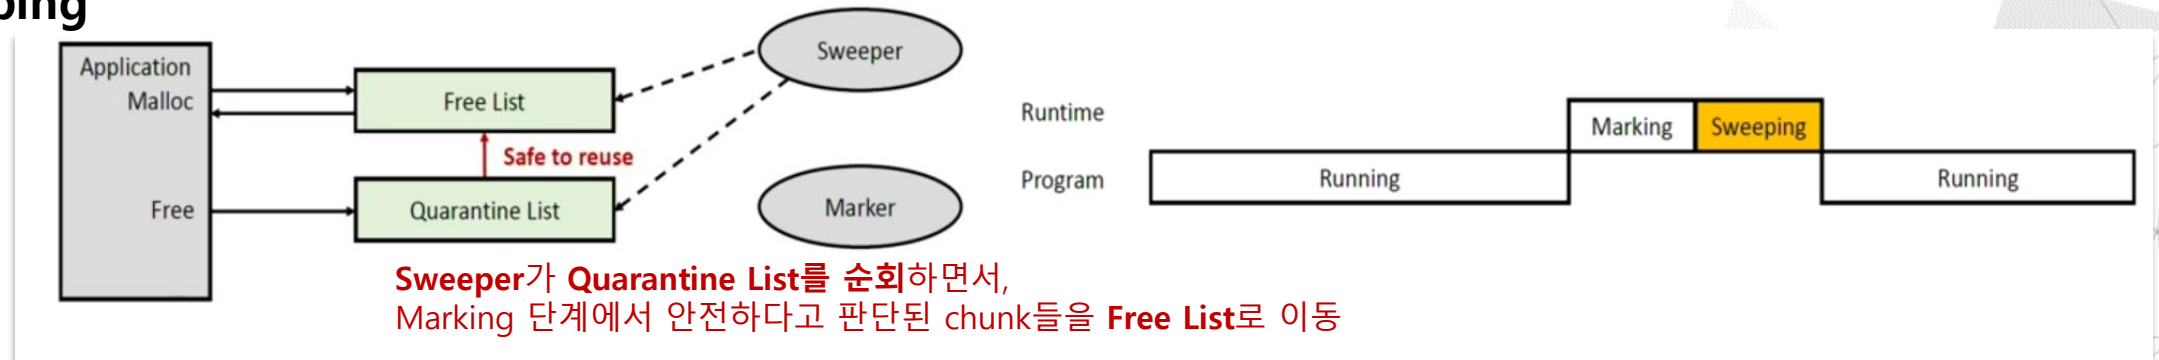 ping
Application
Malloc
Free
Free List
Safe to reuse
Quarantine List
Sweeper
Marker
Runtime
Program
Marking
Sweeping
Running
Running
Sweeper가 Quarantine List를 순회하면서,
Marking 단계에서 안전하다고 판단된 chunk들을 Free List로 이동